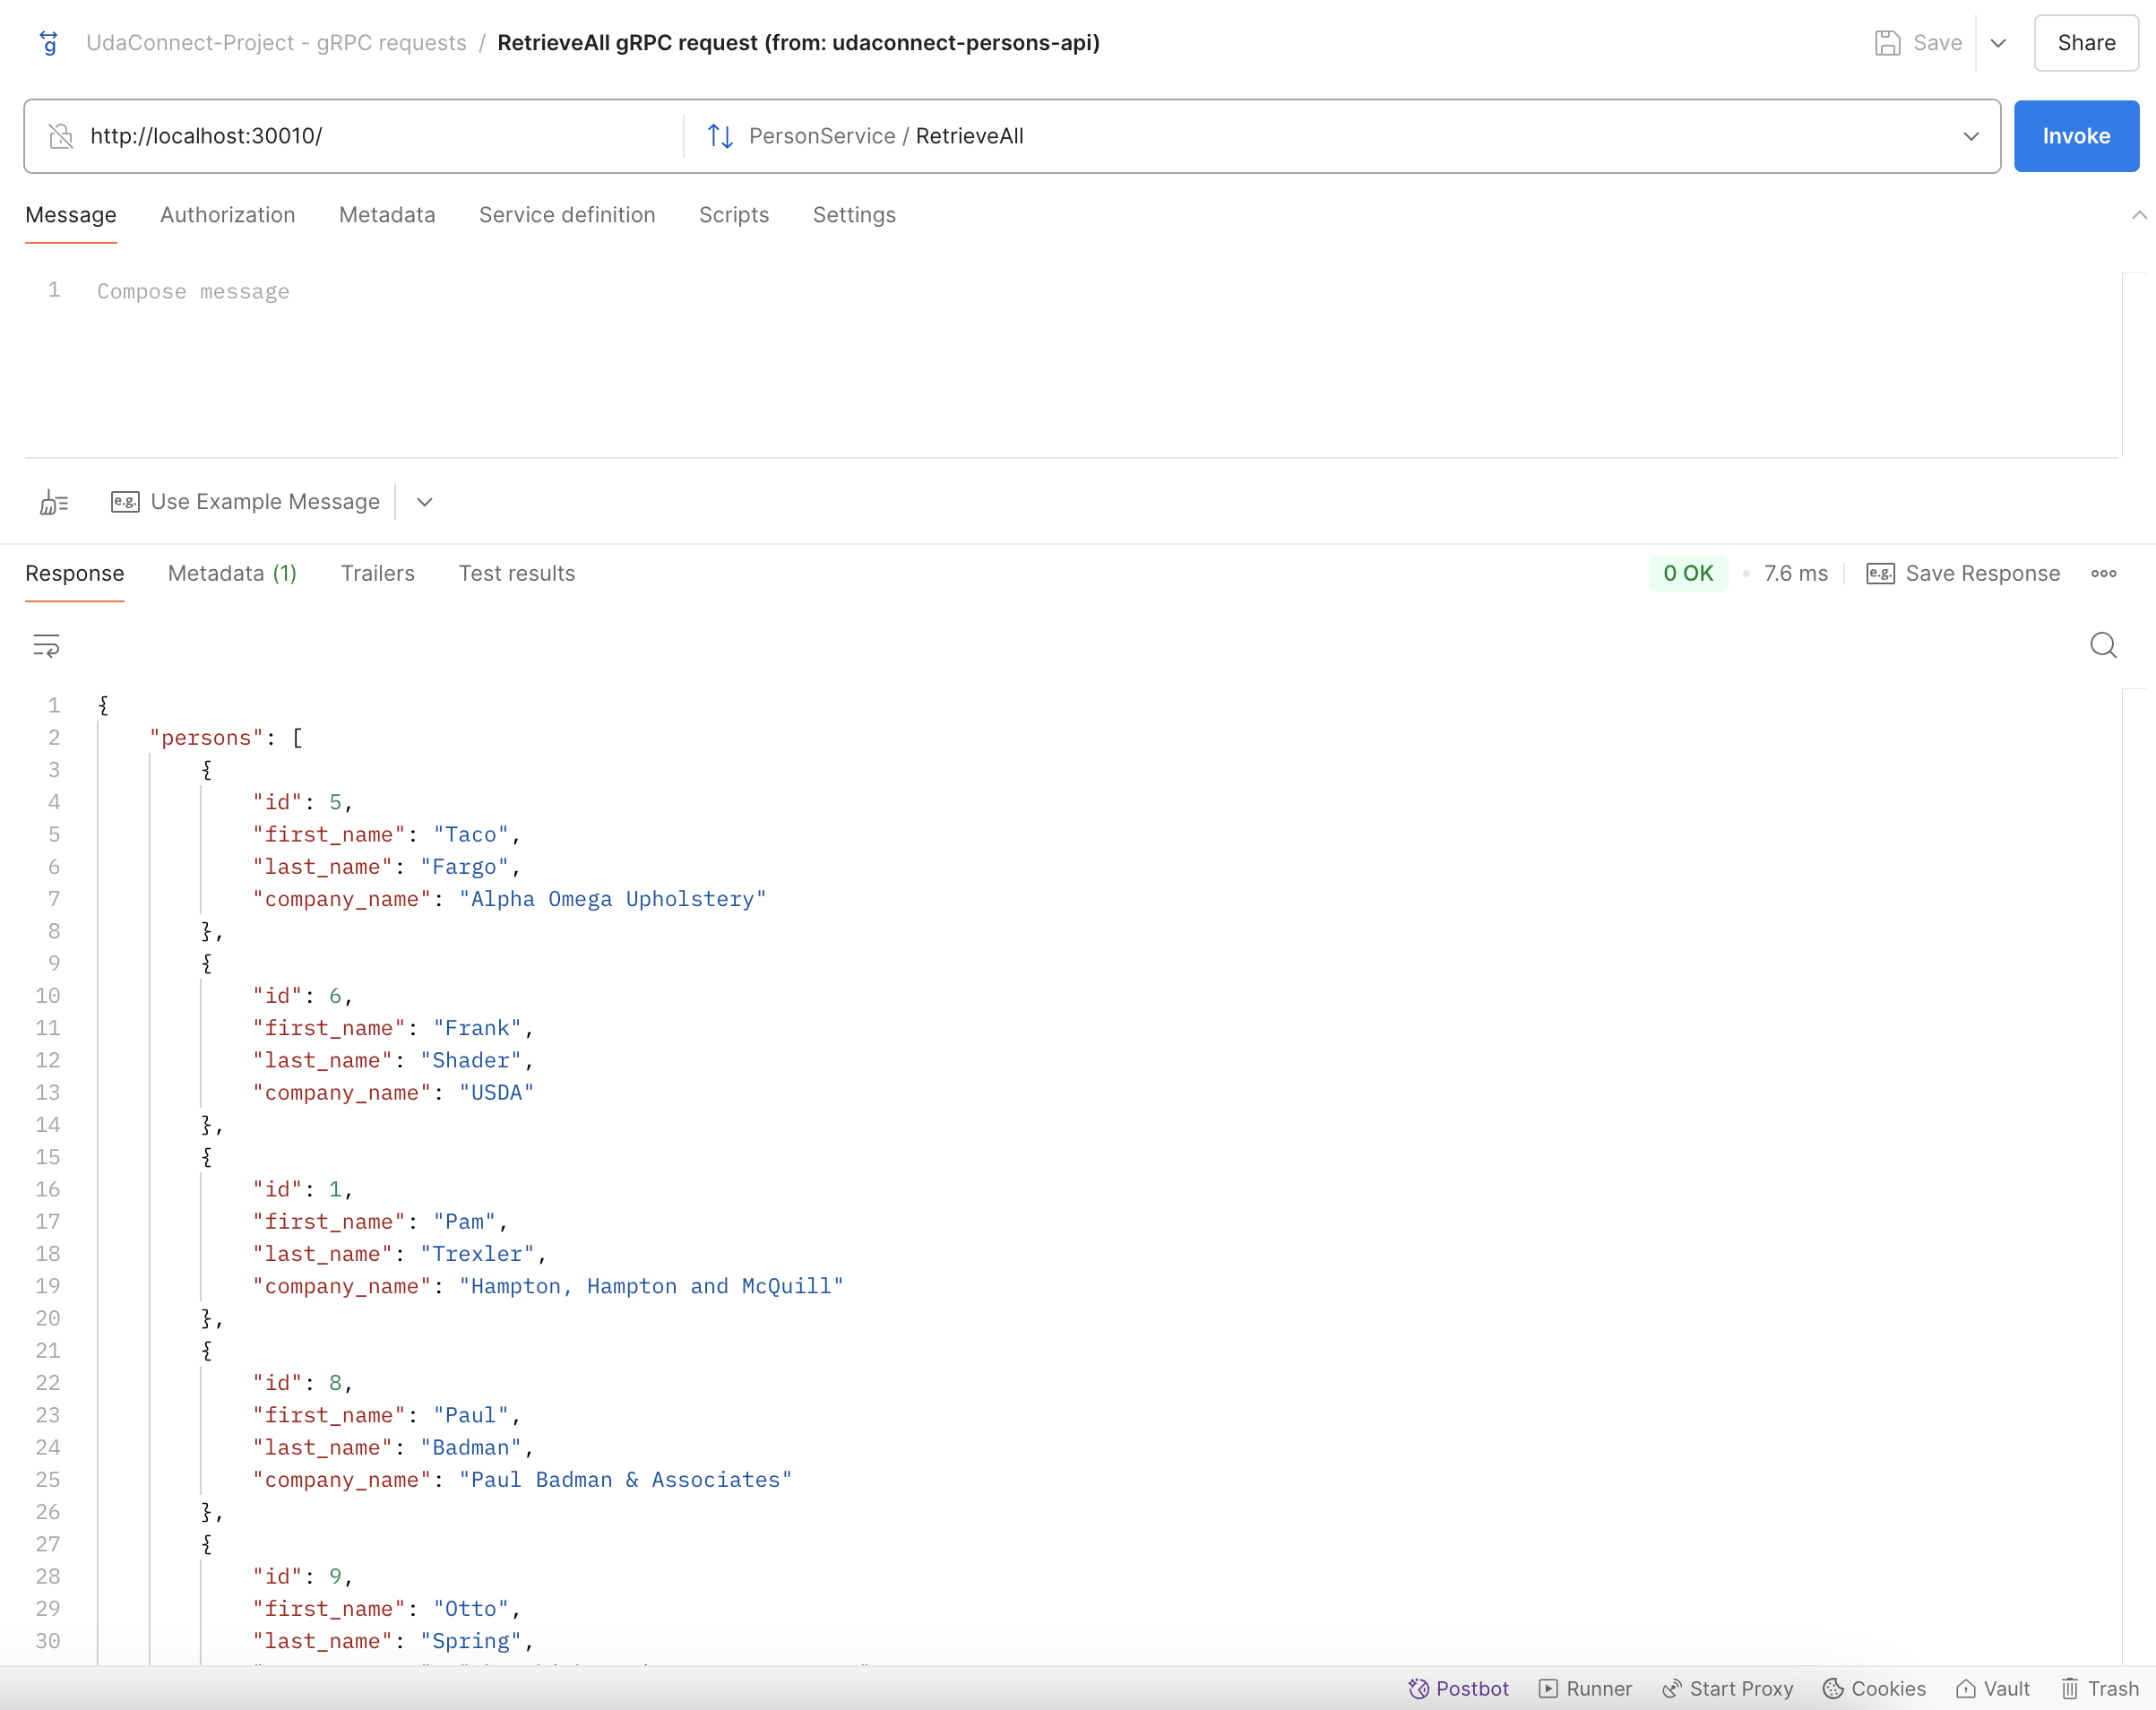 UdaConnect-Project - gRPC requests / RetrieveAll gRPC request (from: udaconnect-persons-api)
Save
Share
http://localhost:30010/
PersonService / RetrieveAll
Invoke
Message Authorization Metadata Service definition Scripts Settings
1 Compose message
e.g. Use Example Message
Response Metadata (1) Trailers Test results
0 OK • 7.6 ms e.g. Save Response
1 {
2 "persons": [
3 {
4 "id": 5,
5 "first_name": "Taco",
6 "last_name": "Fargo",
7 "company_name": "Alpha Omega Upholstery"
8 },
9 {
10 "id": 6,
11 "first_name": "Frank",
12 "last_name": "Shader",
13 "company_name": "USDA"
14 },
15 {
16 "id": 1,
17 "first_name": "Pam",
18 "last_name": "Trexler",
19 "company_name": "Hampton, Hampton and McQuill"
20 },
21 {
22 "id": 8,
23 "first_name": "Paul",
24 "last_name": "Badman",
25 "company_name": "Paul Badman & Associates"
26 },
27 {
28 "id": 9,
29 "first_name": "Otto",
30 "last_name": "Spring",
Postbot Runner Start Proxy Cookies Vault Trash